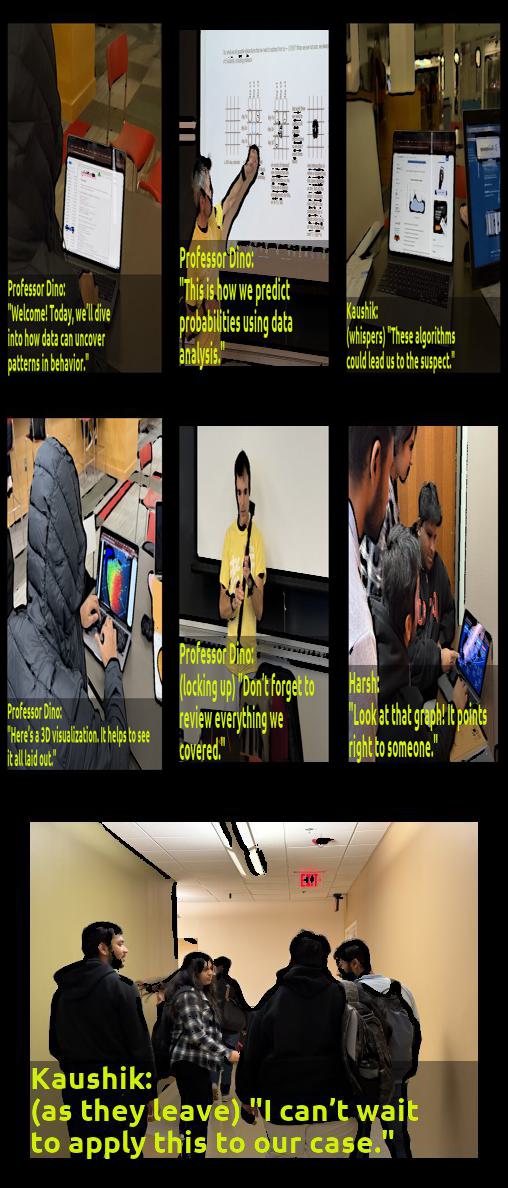 Professor Dino:
"Welcome! Today, we'll dive
into how data can uncover
patterns in behavior."
Professor Dino:
"This is how we predict
probabilities using data
analysis."
Kaushik:
(whispers) "These algorithms
could lead us to the suspect."
Professor Dino:
"Here's a 3D visualization. It helps to see
it all laid out."
Professor Dino:
(locking up) "Don't forget to
review everything we
covered."
Harsh:
"Look at that graph! It points
right to someone."
Kaushik:
(as they leave) "I can't wait
to apply this to our case."